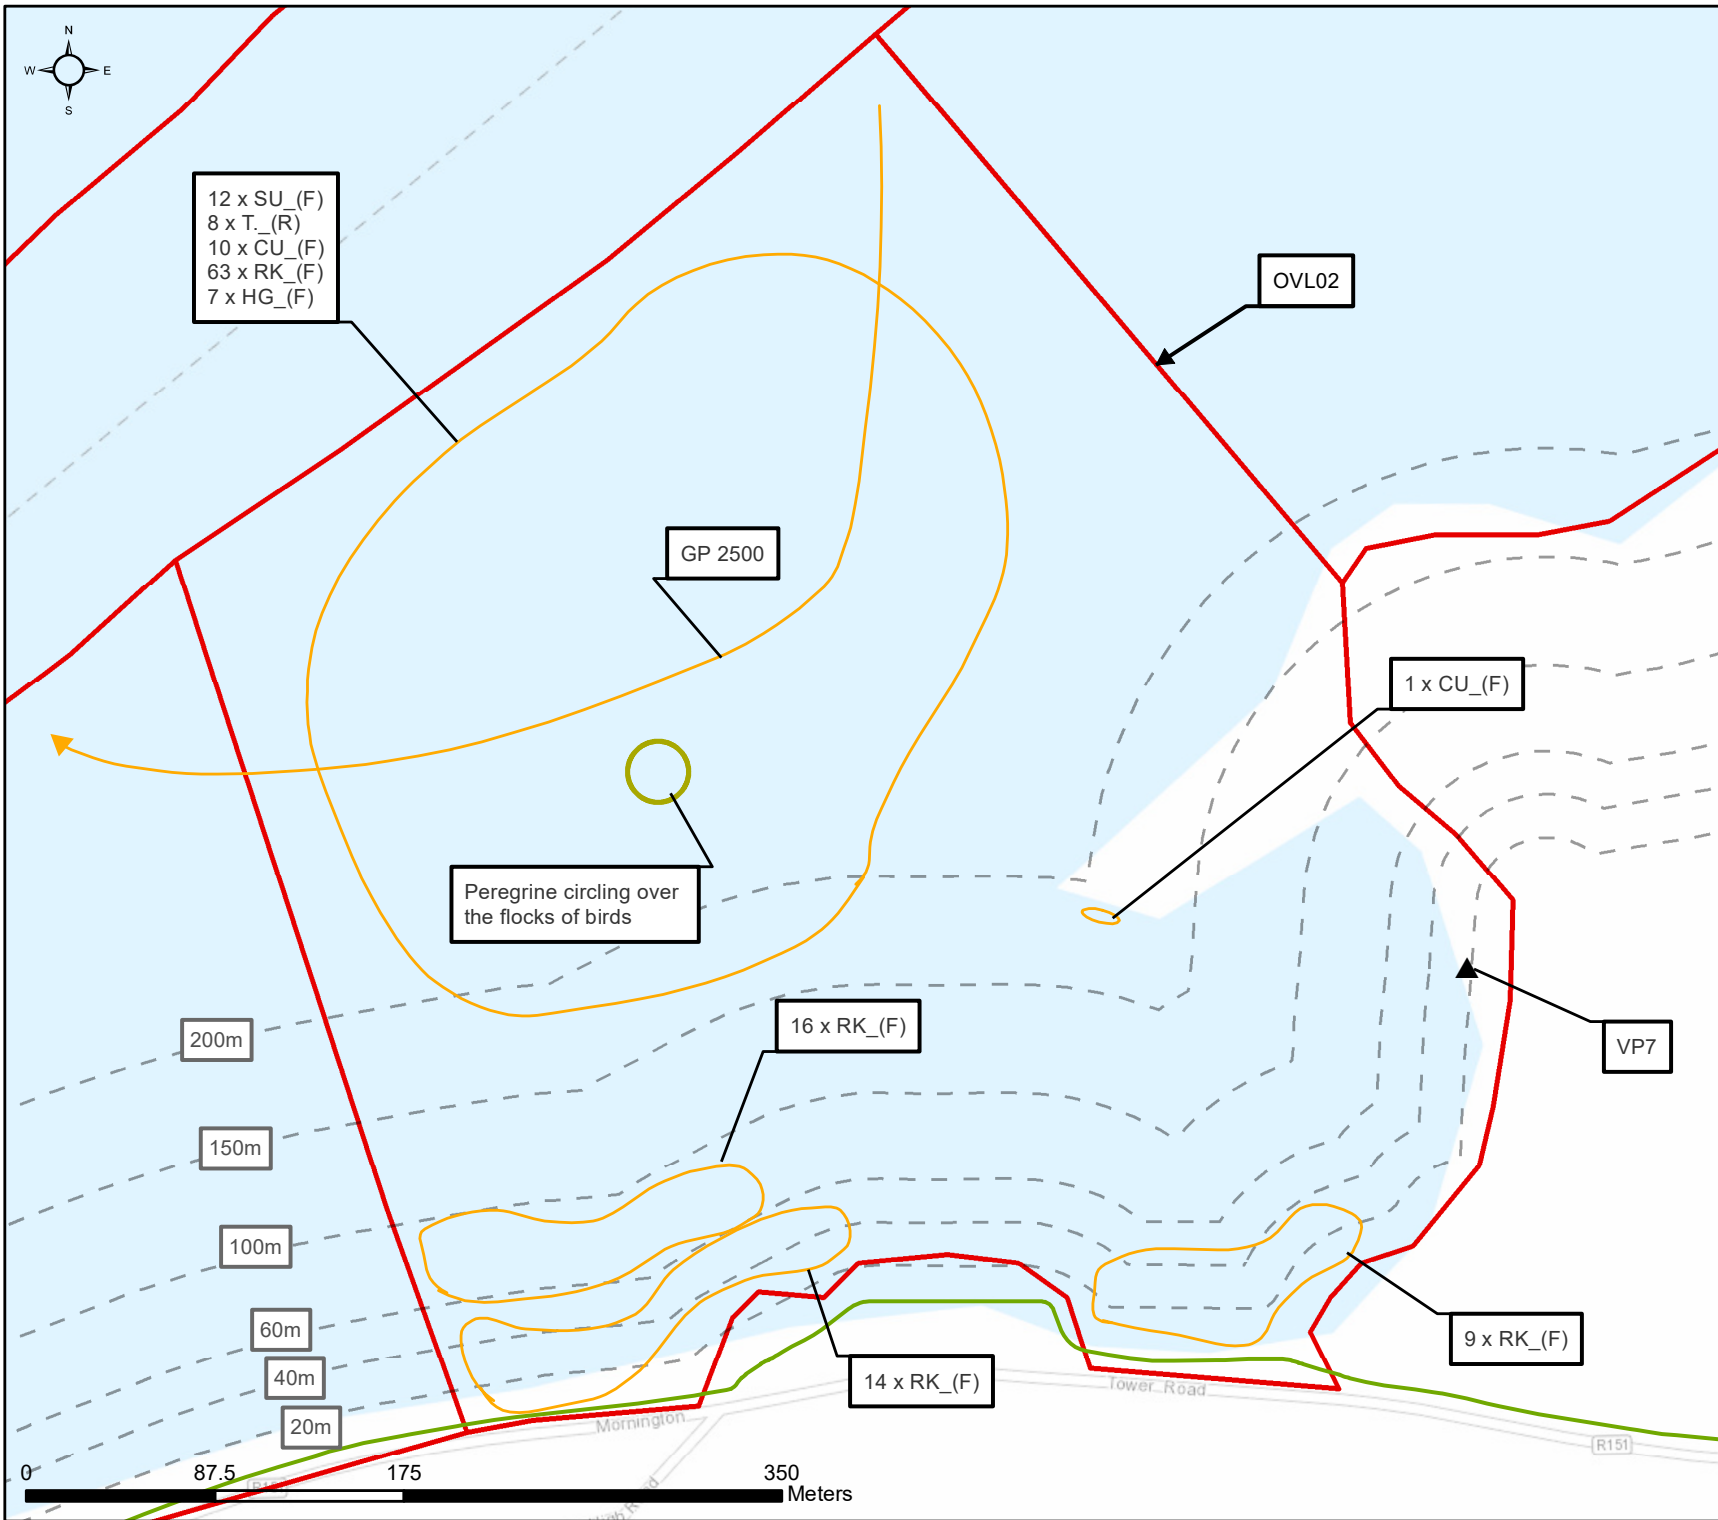 N
W E
S
12 x SU_(F)
8 x T._(R)
10 x CU_(F)
63 x RK_(F)
7 x HG_(F)
OVL02
GP 2500
1 x CU_(F)
Peregrine circling over
the flocks of birds
16 x RK_(F)
VP7
200m
150m
100m
60m
40m
20m
9 x RK_(F)
14 x RK_(F)
Tower Road
Mornington
R151
0 87.5 175 350
Meters